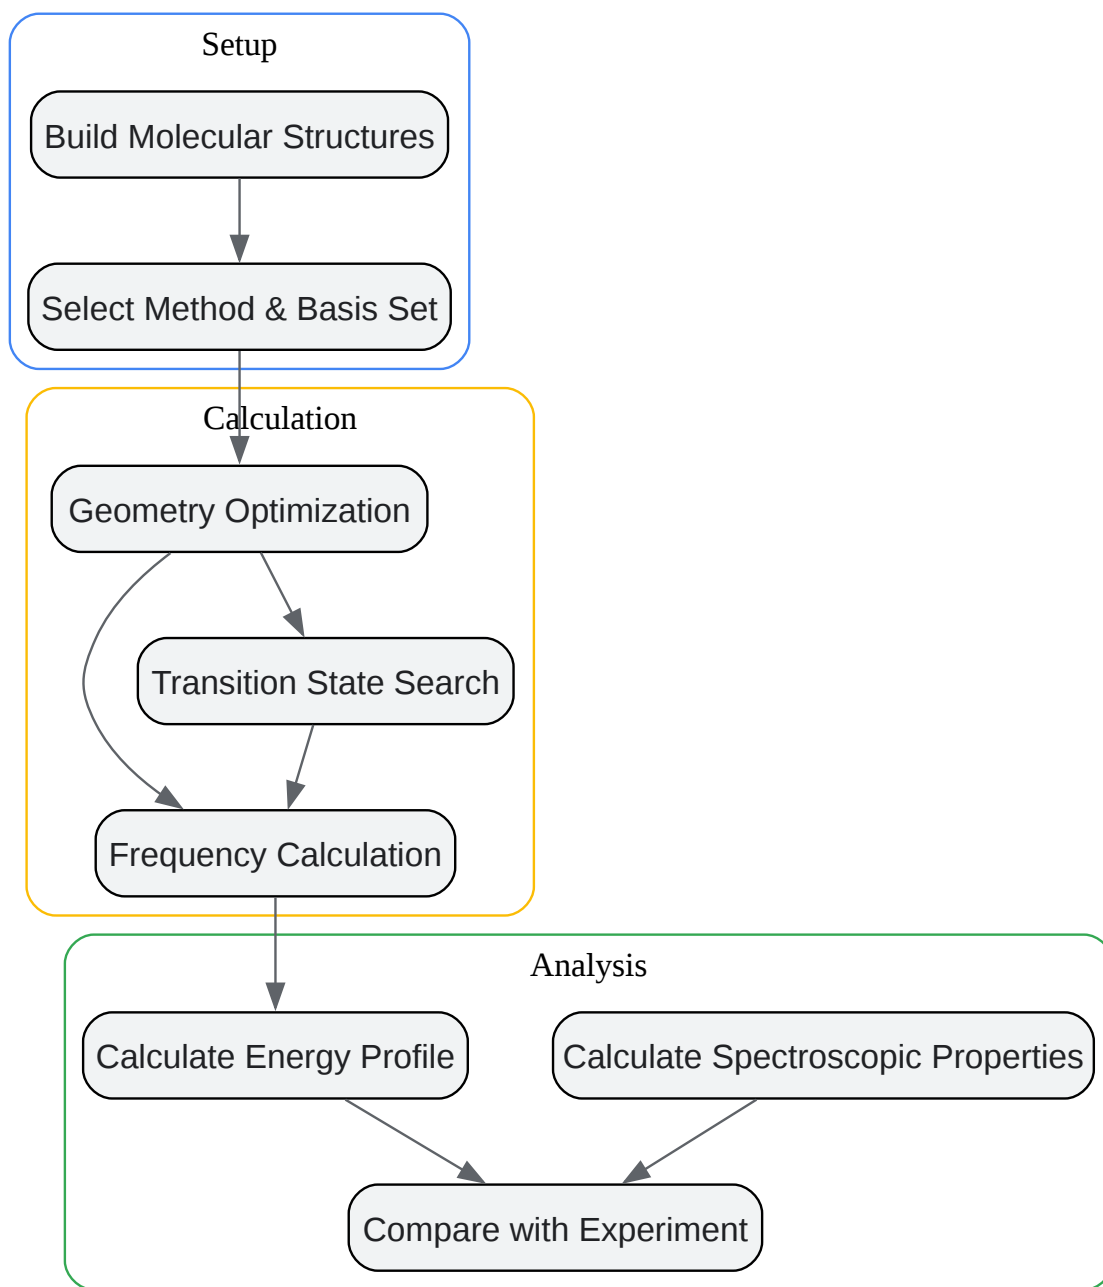 Setup
Build Molecular Structures
Select Method & Basis Set
Calculation
Geometry Optimization
Transition State Search
Frequency Calculation
Analysis
Calculate Energy Profile
Calculate Spectroscopic Properties
Compare with Experiment